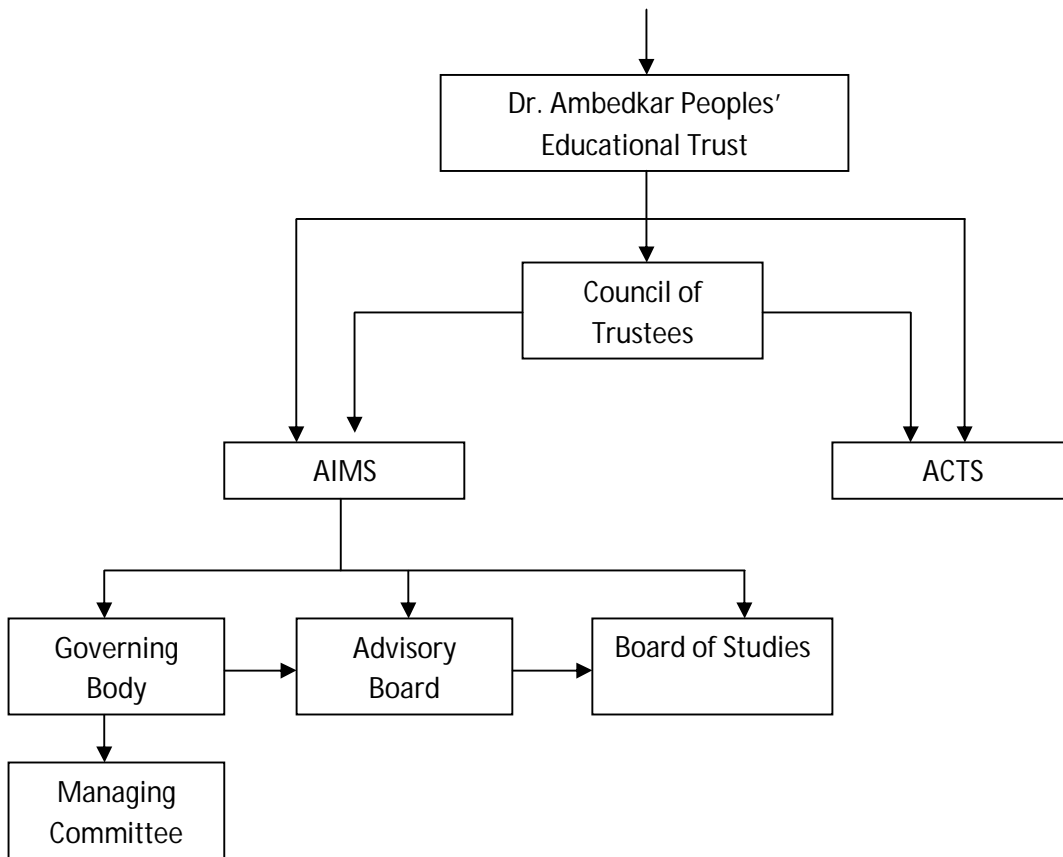 Dr. Ambedkar Peoples’
Educational Trust
Council of
Trustees
AIMS
ACTS
Governing
Body
Advisory
Board
Board of Studies
Managing
Committee